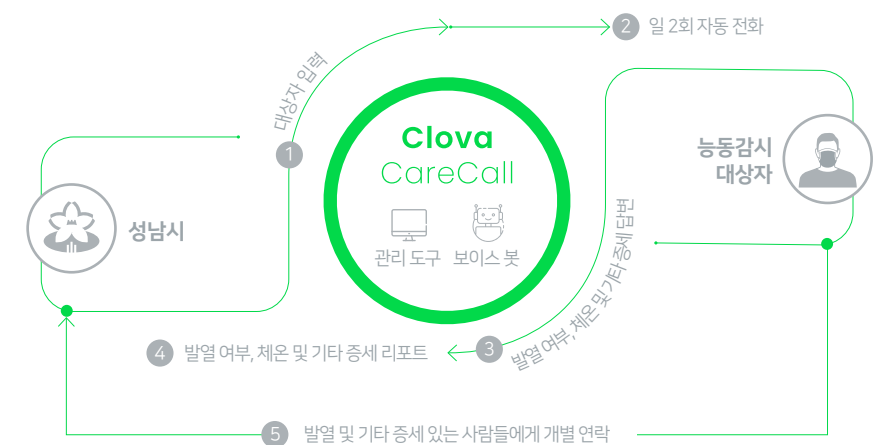 2 일 2회 자동 전화
대상자 입력
1
Clova
CareCall
관리 도구 보이스 봇
능동감시
대상자
성남시
발열 여부, 체온 및 기타 증세 답변
3
4 발열 여부, 체온 및 기타 증세 리포트
5 발열 및 기타 증세 있는 사람들에게 개별 연락